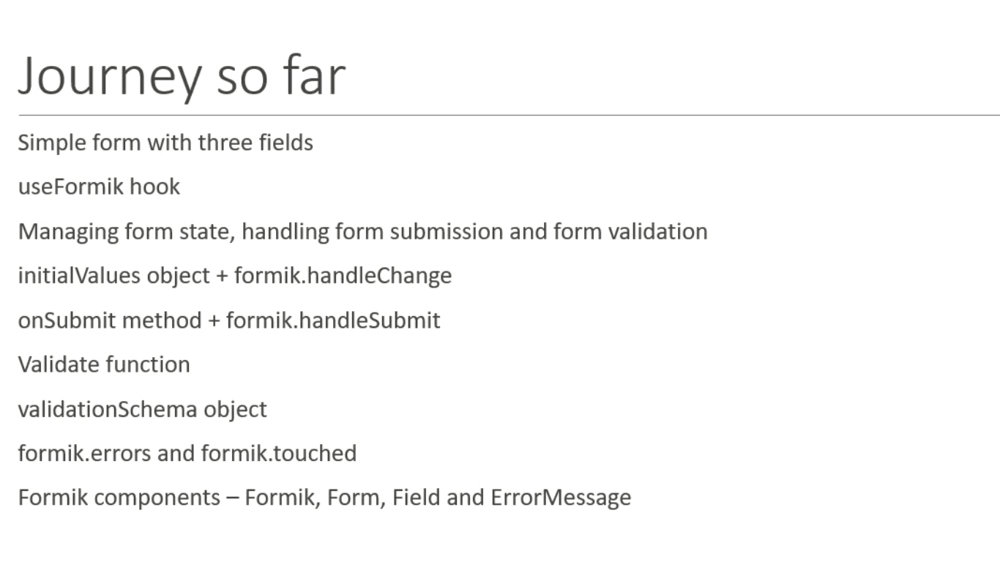 Journey so far
Simple form with three fields
useFormik hook
Managing form state, handling form submission and form validation
initialValues object + formik.handleChange
onSubmit method + formik.handleSubmit
Validate function
validationSchema object
formik.errors and formik.touched
Formik components – Formik, Form, Field and ErrorMessage